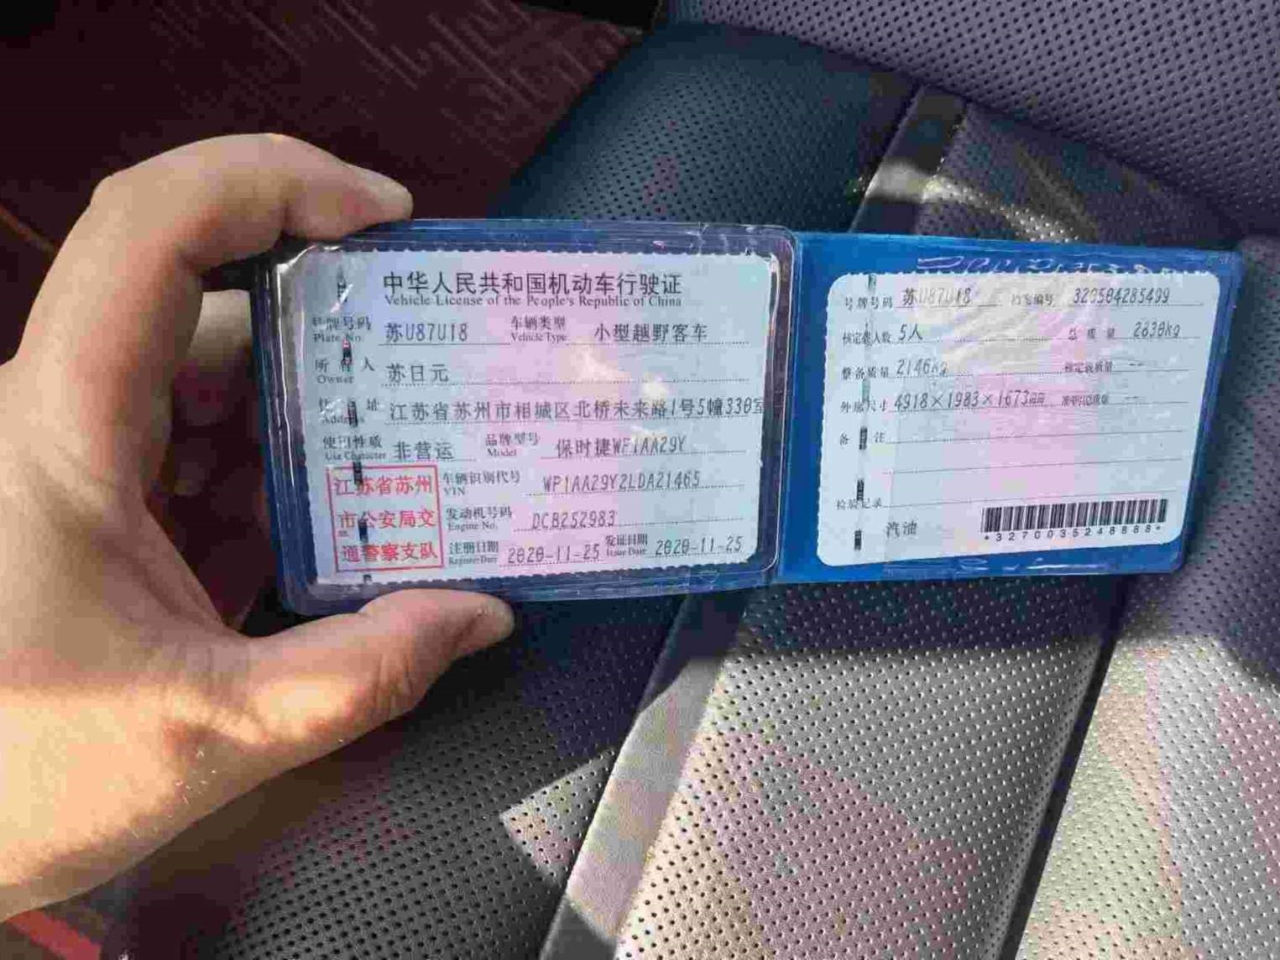 中华人民共和国机动车行驶证
Vehicle License of the People's Republic of China
号牌号码 苏U87U18 车辆类型 小型越野客车
Plate No. Vehicle Type
所有人 苏日元
Owner
住址 江苏省苏州市相城区北桥未来路1号5幢330室
Address
使用性质 非营运 品牌型号 保时捷WP1AA29Y
Use Character Model
江苏省苏州
市公安局交
通警察支队
车辆识别代号 WP1AA29Y2LDA21465
VIN
发动机号码 DCB252983
Engine No.
注册日期 2020-11-25 发证日期 2020-11-25
Register Date Issue Date
号牌号码 苏U87U18 档案编号 320504285499
核定载人数 5人 总质量 2830kg
整备质量 2146kg 核定载质量 --
外廓尺寸 4918×1983×1673mm 准牵引总质量 --
备注
检验记录
汽油
*3270035248888*